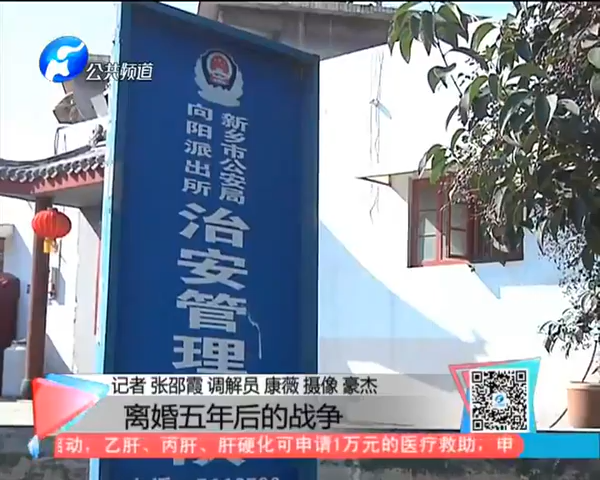 公共频道
新乡市公安局
向阳派出所
治安管理
记者 张邵霞 调解员 康薇 摄像 豪杰
离婚五年后的战争
动，乙肝、丙肝、肝硬化可申请1万元的医疗救助，申